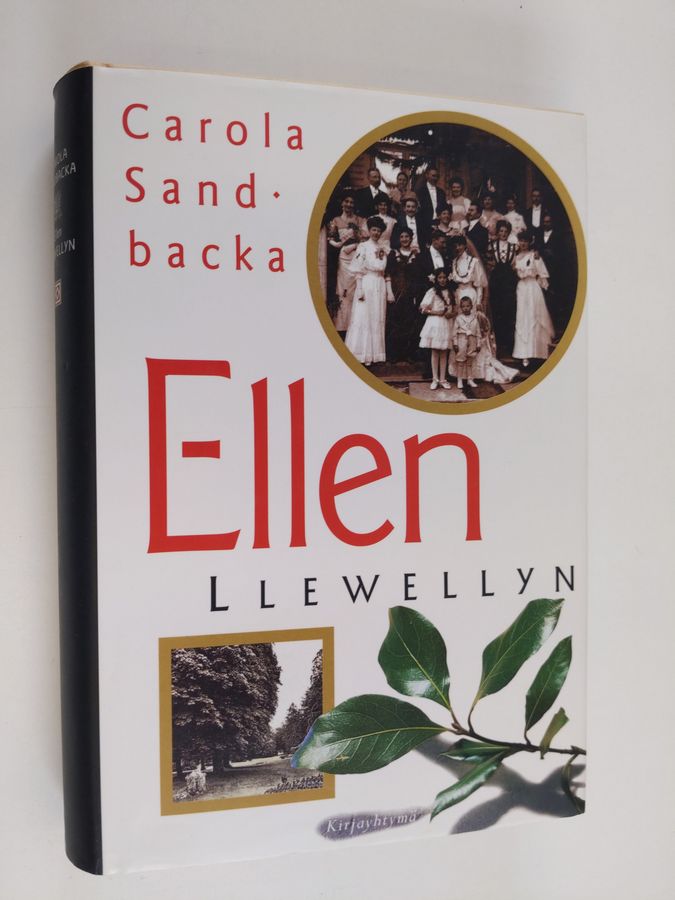 Carola
Sand·
backa
Ellen
LLEWELLYN
Kirjayhtymä